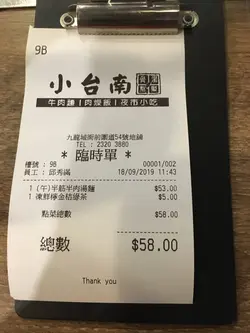 9B
小台南
牛肉麵|肉燥飯|夜市小吃
九龍城衙前圍道54號地舖
TEL : 2320 3880
* 臨時單 *
檯號 : 9B 00001/002
員工 : 邱秀滿 18/09/2019 11:43
1 (午)半筋半肉湯麵 $53.00
1 凍鮮檸金桔綠茶 $5.00
點菜總數 $58.00
總數 $58.00
Thank you